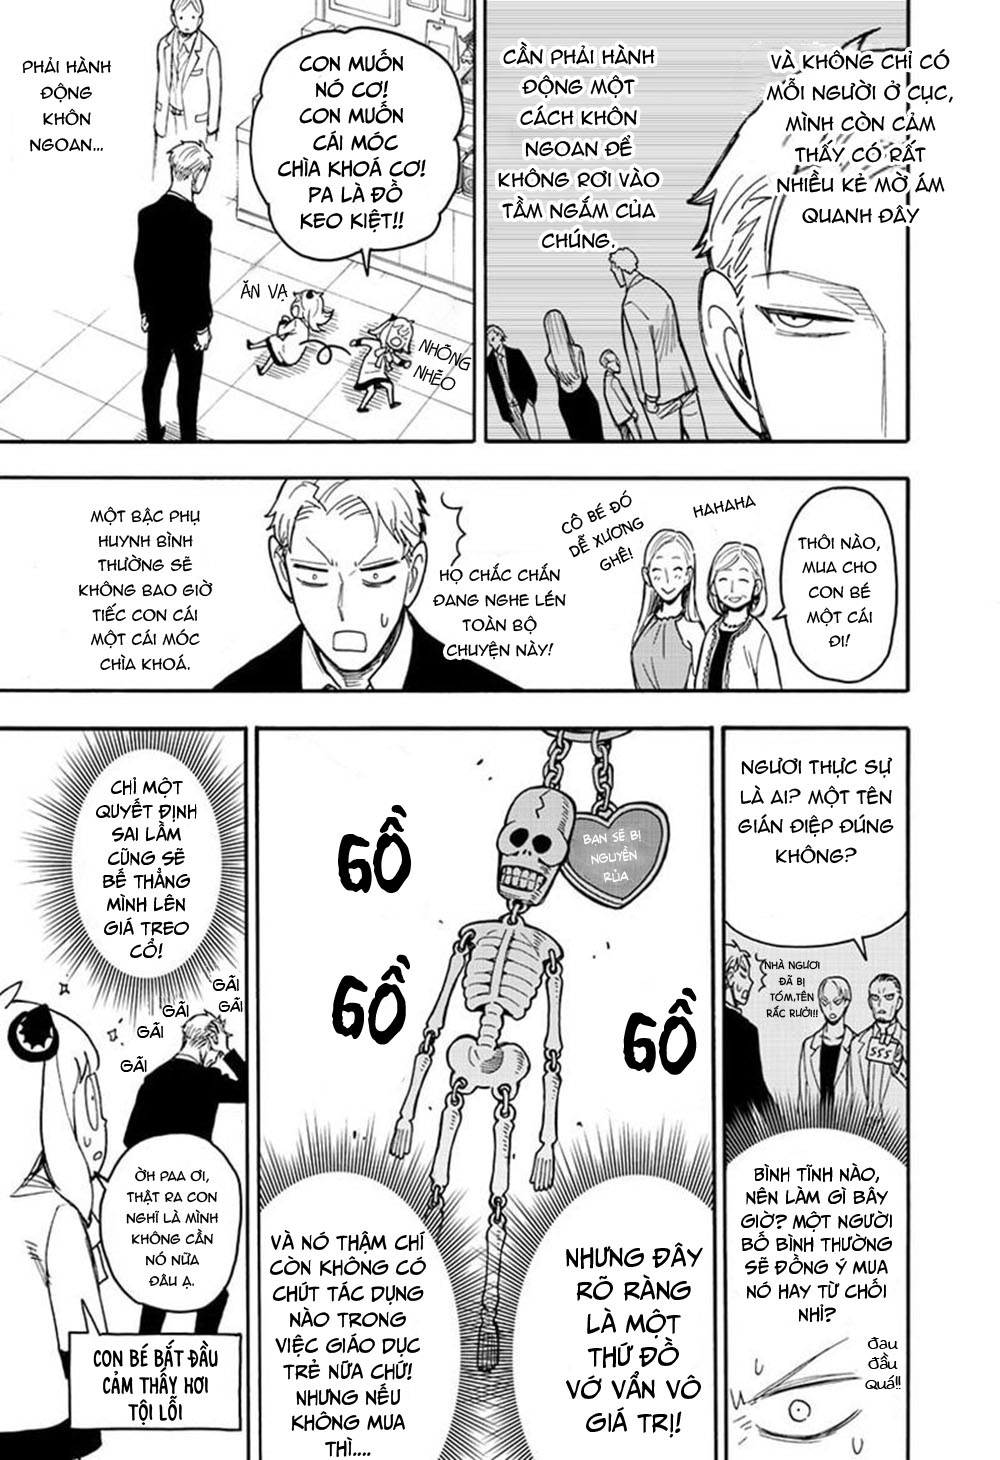 VÀ KHÔNG CHỈ CÓ
MỖI NGƯỜI Ở CỤC,
MÌNH CÒN CẢM
THẤY CÓ RẤT
NHIỀU KẺ MỜ ÁM
QUANH ĐÂY
CẦN PHẢI HÀNH
ĐỘNG MỘT
CÁCH KHÔN
NGOAN ĐỂ
KHÔNG RƠI VÀO
TẦM NGẮM CỦA
CHÚNG.
CON MUỐN
NÓ CƠ!
CON MUỐN
CÁI MÓC
CHÌA KHOÁ CƠ!
PA LÀ ĐỒ
KEO KIỆT!!
ĂN VẠ
NHÕNG
NHẼO
PHẢI HÀNH
ĐỘNG
KHÔN
NGOAN...
THÔI NÀO,
MUA CHO
CON BÉ
MỘT CÁI
ĐI!
HAHAHA
CÔ BÉ ĐÓ
DỄ XƯƠNG
GHÊ!
HỌ CHẮC CHẮN
ĐANG NGHE LÉN
TOÀN BỘ
CHUYỆN NÀY!
MỘT BẬC PHỤ
HUYNH BÌNH
THƯỜNG SẼ
KHÔNG BAO GIỜ
TIẾC CON CÁI
MỘT CÁI MÓC
CHÌA KHOÁ.
NGƯƠI THỰC SỰ
LÀ AI? MỘT TÊN
GIÁN ĐIỆP ĐÚNG
KHÔNG?
NHÀ NGƯƠI
ĐÃ BỊ
TÓM,TÊN
RÁC RƯỞI!!!
555
BÌNH TĨNH NÀO,
NÊN LÀM GÌ BÂY
GIỜ? MỘT NGƯỜI
BỐ BÌNH THƯỜNG
SẼ ĐỒNG Ý MUA
NÓ HAY TỪ CHỐI
NHỈ?
đau
đầu
quá!!
BẠN SẼ BỊ
NGUYỀN
RỦA
GỒ
GỒ
GỒ
NHƯNG ĐÂY
RÕ RÀNG
LÀ MỘT
THỨ ĐỒ
VỚ VẨN VÔ
GIÁ TRỊ!
VÀ NÓ THẬM CHÍ
CÒN KHÔNG CÓ
CHÚT TÁC DỤNG
NÀO TRONG
VIỆC GIÁO DỤC
TRẺ NỮA CHỨ!
NHƯNG NẾU
KHÔNG MUA
THÌ....
CHỈ MỘT
QUYẾT ĐỊNH
SAI LẦM
CŨNG SẼ
BẾ THẲNG
MÌNH LÊN
GIÁ TREO
CỔ!
GÃI
GÃI
GÃI
GÃI
GÃI
ỜH PAA ƠI,
THẬT RA CON
NGHĨ LÀ MÌNH
KHÔNG CẦN
NÓ NỮA
ĐÂU Ạ.
CON BÉ BẮT ĐẦU
CẢM THẤY HƠI
TỘI LỖI